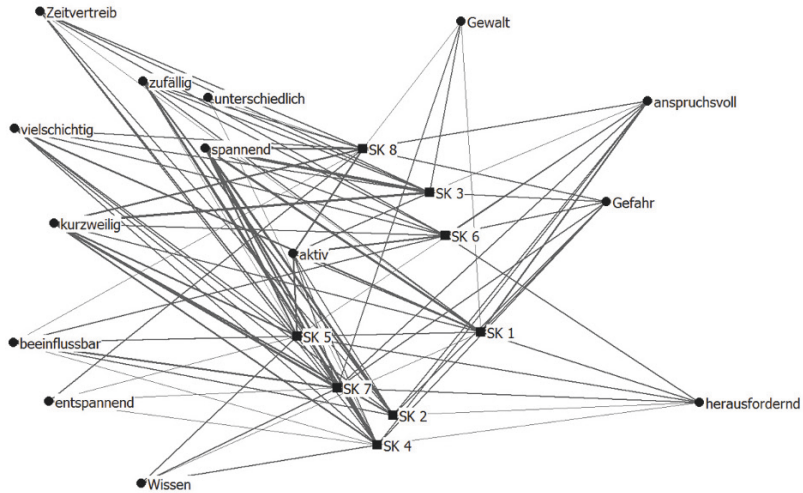 Zeitvertreib
Gewalt
zufällig
unterschiedlich
anspruchsvoll
vielschichtig
spannend
SK 8
SK 3
Gefahr
kurzweilig
SK 6
aktiv
SK 1
SK 5
beeinflussbar
SK 7
entspannend
herausfordernd
SK 2
SK 4
Wissen